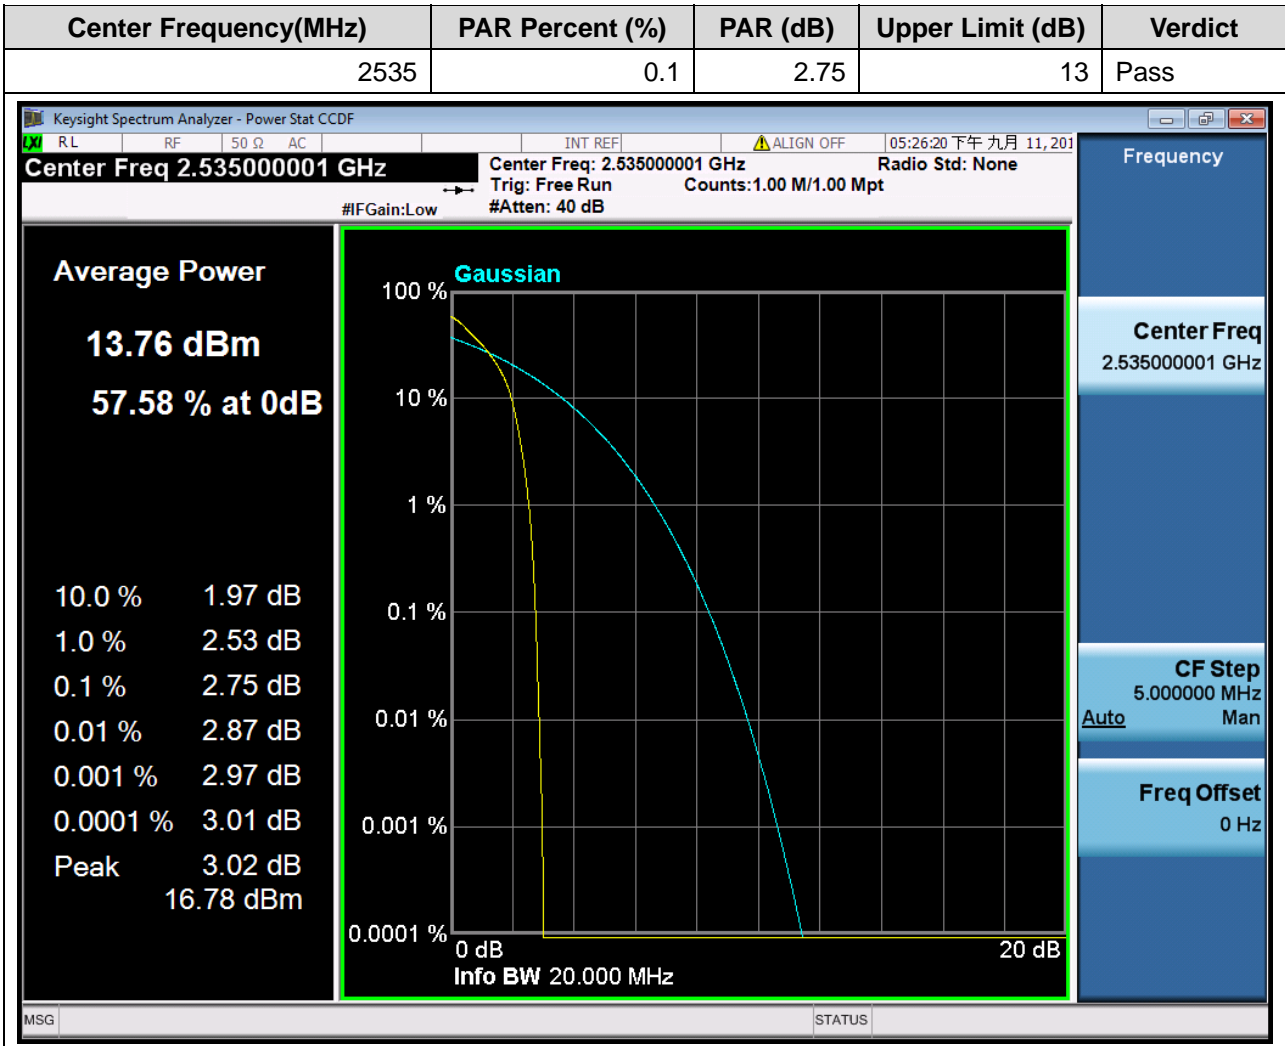 Center Frequency(MHz) PAR Percent (%) PAR (dB) Upper Limit (dB) Verdict
2535 0.1 2.75 13 Pass
Keysight Spectrum Analyzer - Power Stat CCDF
LXI RL RF 50 Ω AC INT REF ALIGN OFF 05:26:20 下午 九月 11, 201
Center Freq 2.535000001 GHz
Center Freq: 2.535000001 GHz Radio Std: None
Trig: Free Run Counts:1.00 M/1.00 Mpt
#IFGain:Low #Atten: 40 dB
Average Power
13.76 dBm
57.58 % at 0dB
10.0 % 1.97 dB
1.0 % 2.53 dB
0.1 % 2.75 dB
0.01 % 2.87 dB
0.001 % 2.97 dB
0.0001 % 3.01 dB
Peak 3.02 dB
16.78 dBm
Gaussian
100 %
10 %
1 %
0.1 %
0.01 %
0.001 %
0.0001 %
0 dB 20 dB
Info BW 20.000 MHz
Frequency
Center Freq
2.535000001 GHz
CF Step
5.000000 MHz
Auto Man
Freq Offset
0 Hz
MSG STATUS